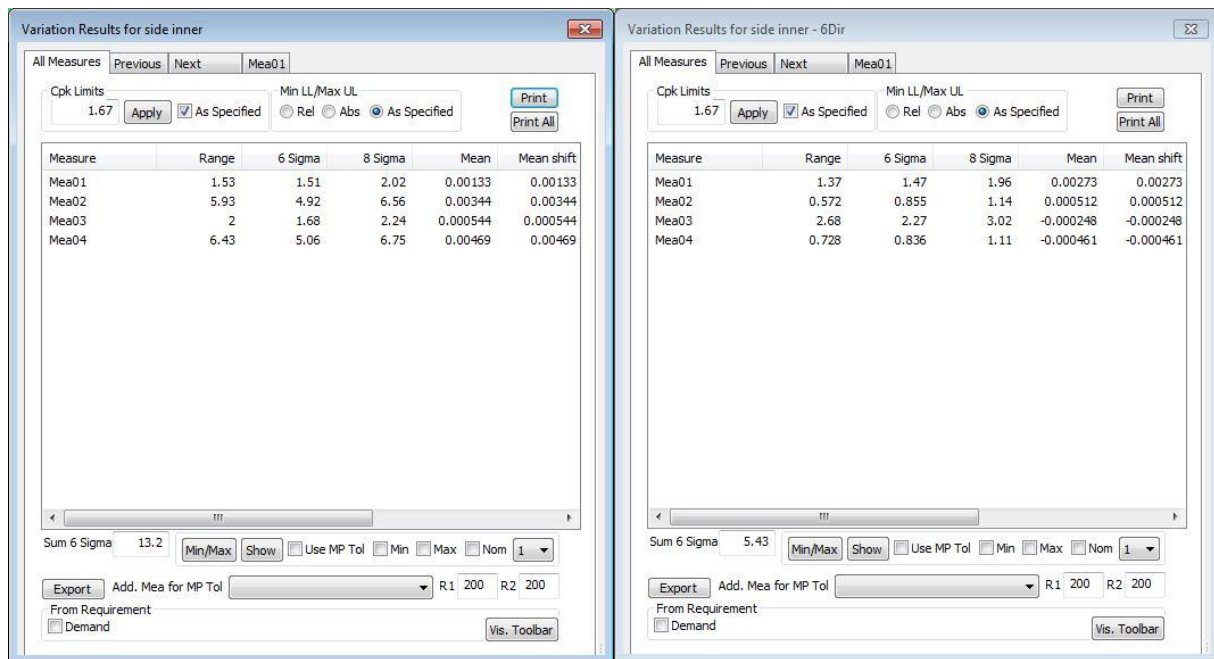 Variation Results for side inner
All Measures Previous Next Mea01
Cpk Limits Min LL/Max UL
1.67 Apply As Specified Rel Abs As Specified Print
Print All
Measure Range 6 Sigma 8 Sigma Mean Mean shift
Mea01 1.53 1.51 2.02 0.00133 0.00133
Mea02 5.93 4.92 6.56 0.00344 0.00344
Mea03 2 1.68 2.24 0.000544 0.000544
Mea04 6.43 5.06 6.75 0.00469 0.00469
Sum 6 Sigma 13.2 Min/Max Show Use MP Tol Min Max Nom 1
Export Add. Mea for MP Tol R1 200 R2 200
From Requirement
Demand Vis. Toolbar
Variation Results for side inner - 6Dir
All Measures Previous Next Mea01
Cpk Limits Min LL/Max UL
1.67 Apply As Specified Rel Abs As Specified Print
Print All
Measure Range 6 Sigma 8 Sigma Mean Mean shift
Mea01 1.37 1.47 1.96 0.00273 0.00273
Mea02 0.572 0.855 1.14 0.000512 0.000512
Mea03 2.68 2.27 3.02 -0.000248 -0.000248
Mea04 0.728 0.836 1.11 -0.000461 -0.000461
Sum 6 Sigma 5.43 Min/Max Show Use MP Tol Min Max Nom 1
Export Add. Mea for MP Tol R1 200 R2 200
From Requirement
Demand Vis. Toolbar